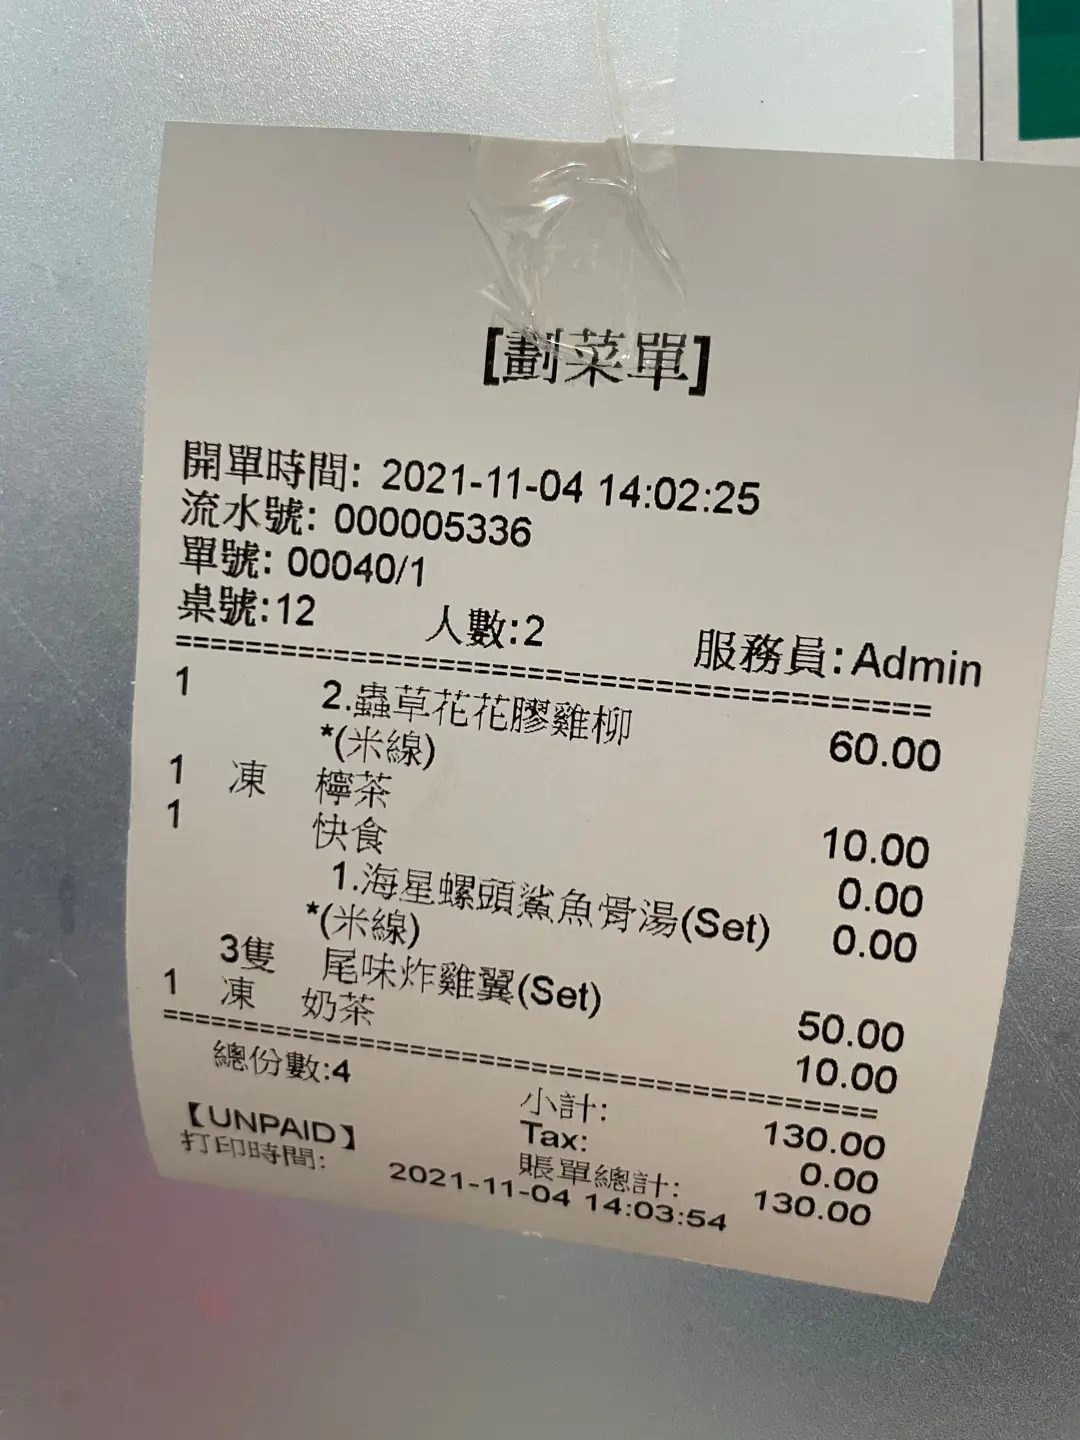 [劃菜單]
開單時間: 2021-11-04 14:02:25
流水號: 000005336
單號: 00040/1
桌號:12 人數:2 服務員:Admin
1 2.蟲草花花膠雞柳 60.00
*(米線)
1 凍 檸茶 10.00
1 快食 0.00
1.海星螺頭鯊魚骨湯(Set) 0.00
*(米線)
3隻 尾味炸雞翼(Set) 50.00
1 凍 奶茶 10.00
總份數:4
小計: 130.00
【UNPAID】 Tax: 0.00
賬單總計: 130.00
打印時間: 2021-11-04 14:03:54